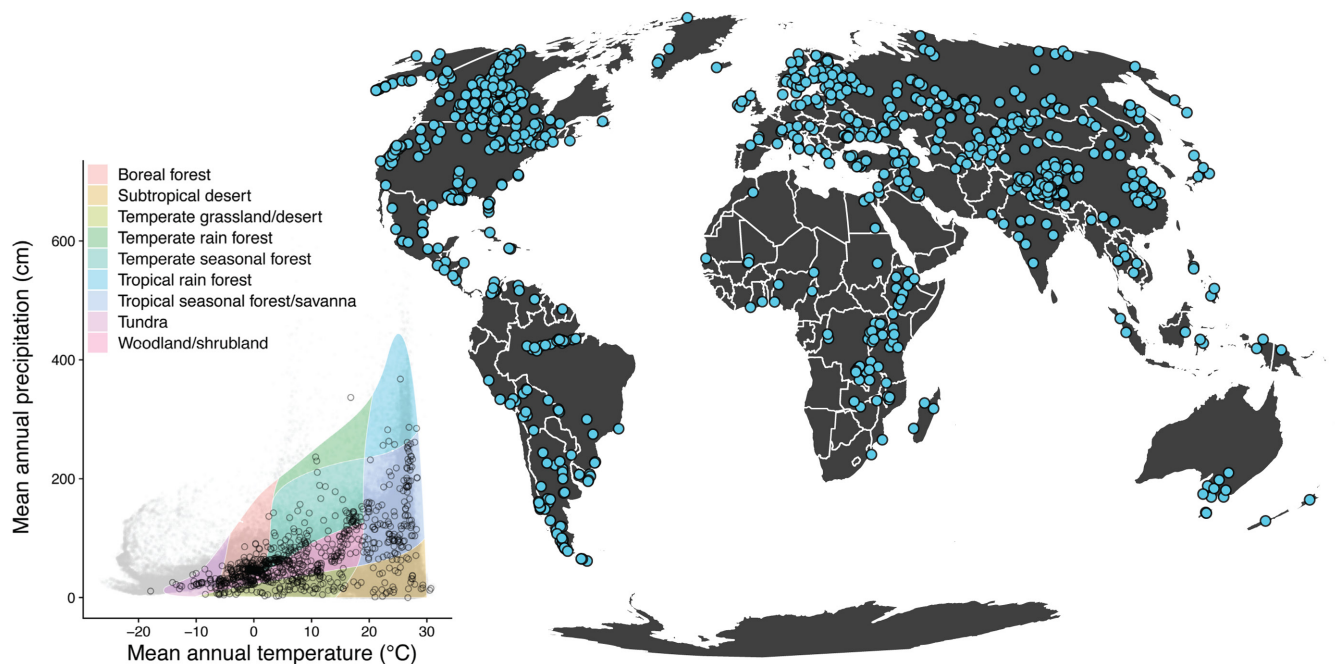 Boreal forest
Subtropical desert
Temperate grassland/desert
Temperate rain forest
Temperate seasonal forest
Tropical rain forest
Tropical seasonal forest/savanna
Tundra
Woodland/shrubland
Mean annual precipitation (cm)
600
400
200
0
−20 −10 0 10 20 30
Mean annual temperature (°C)